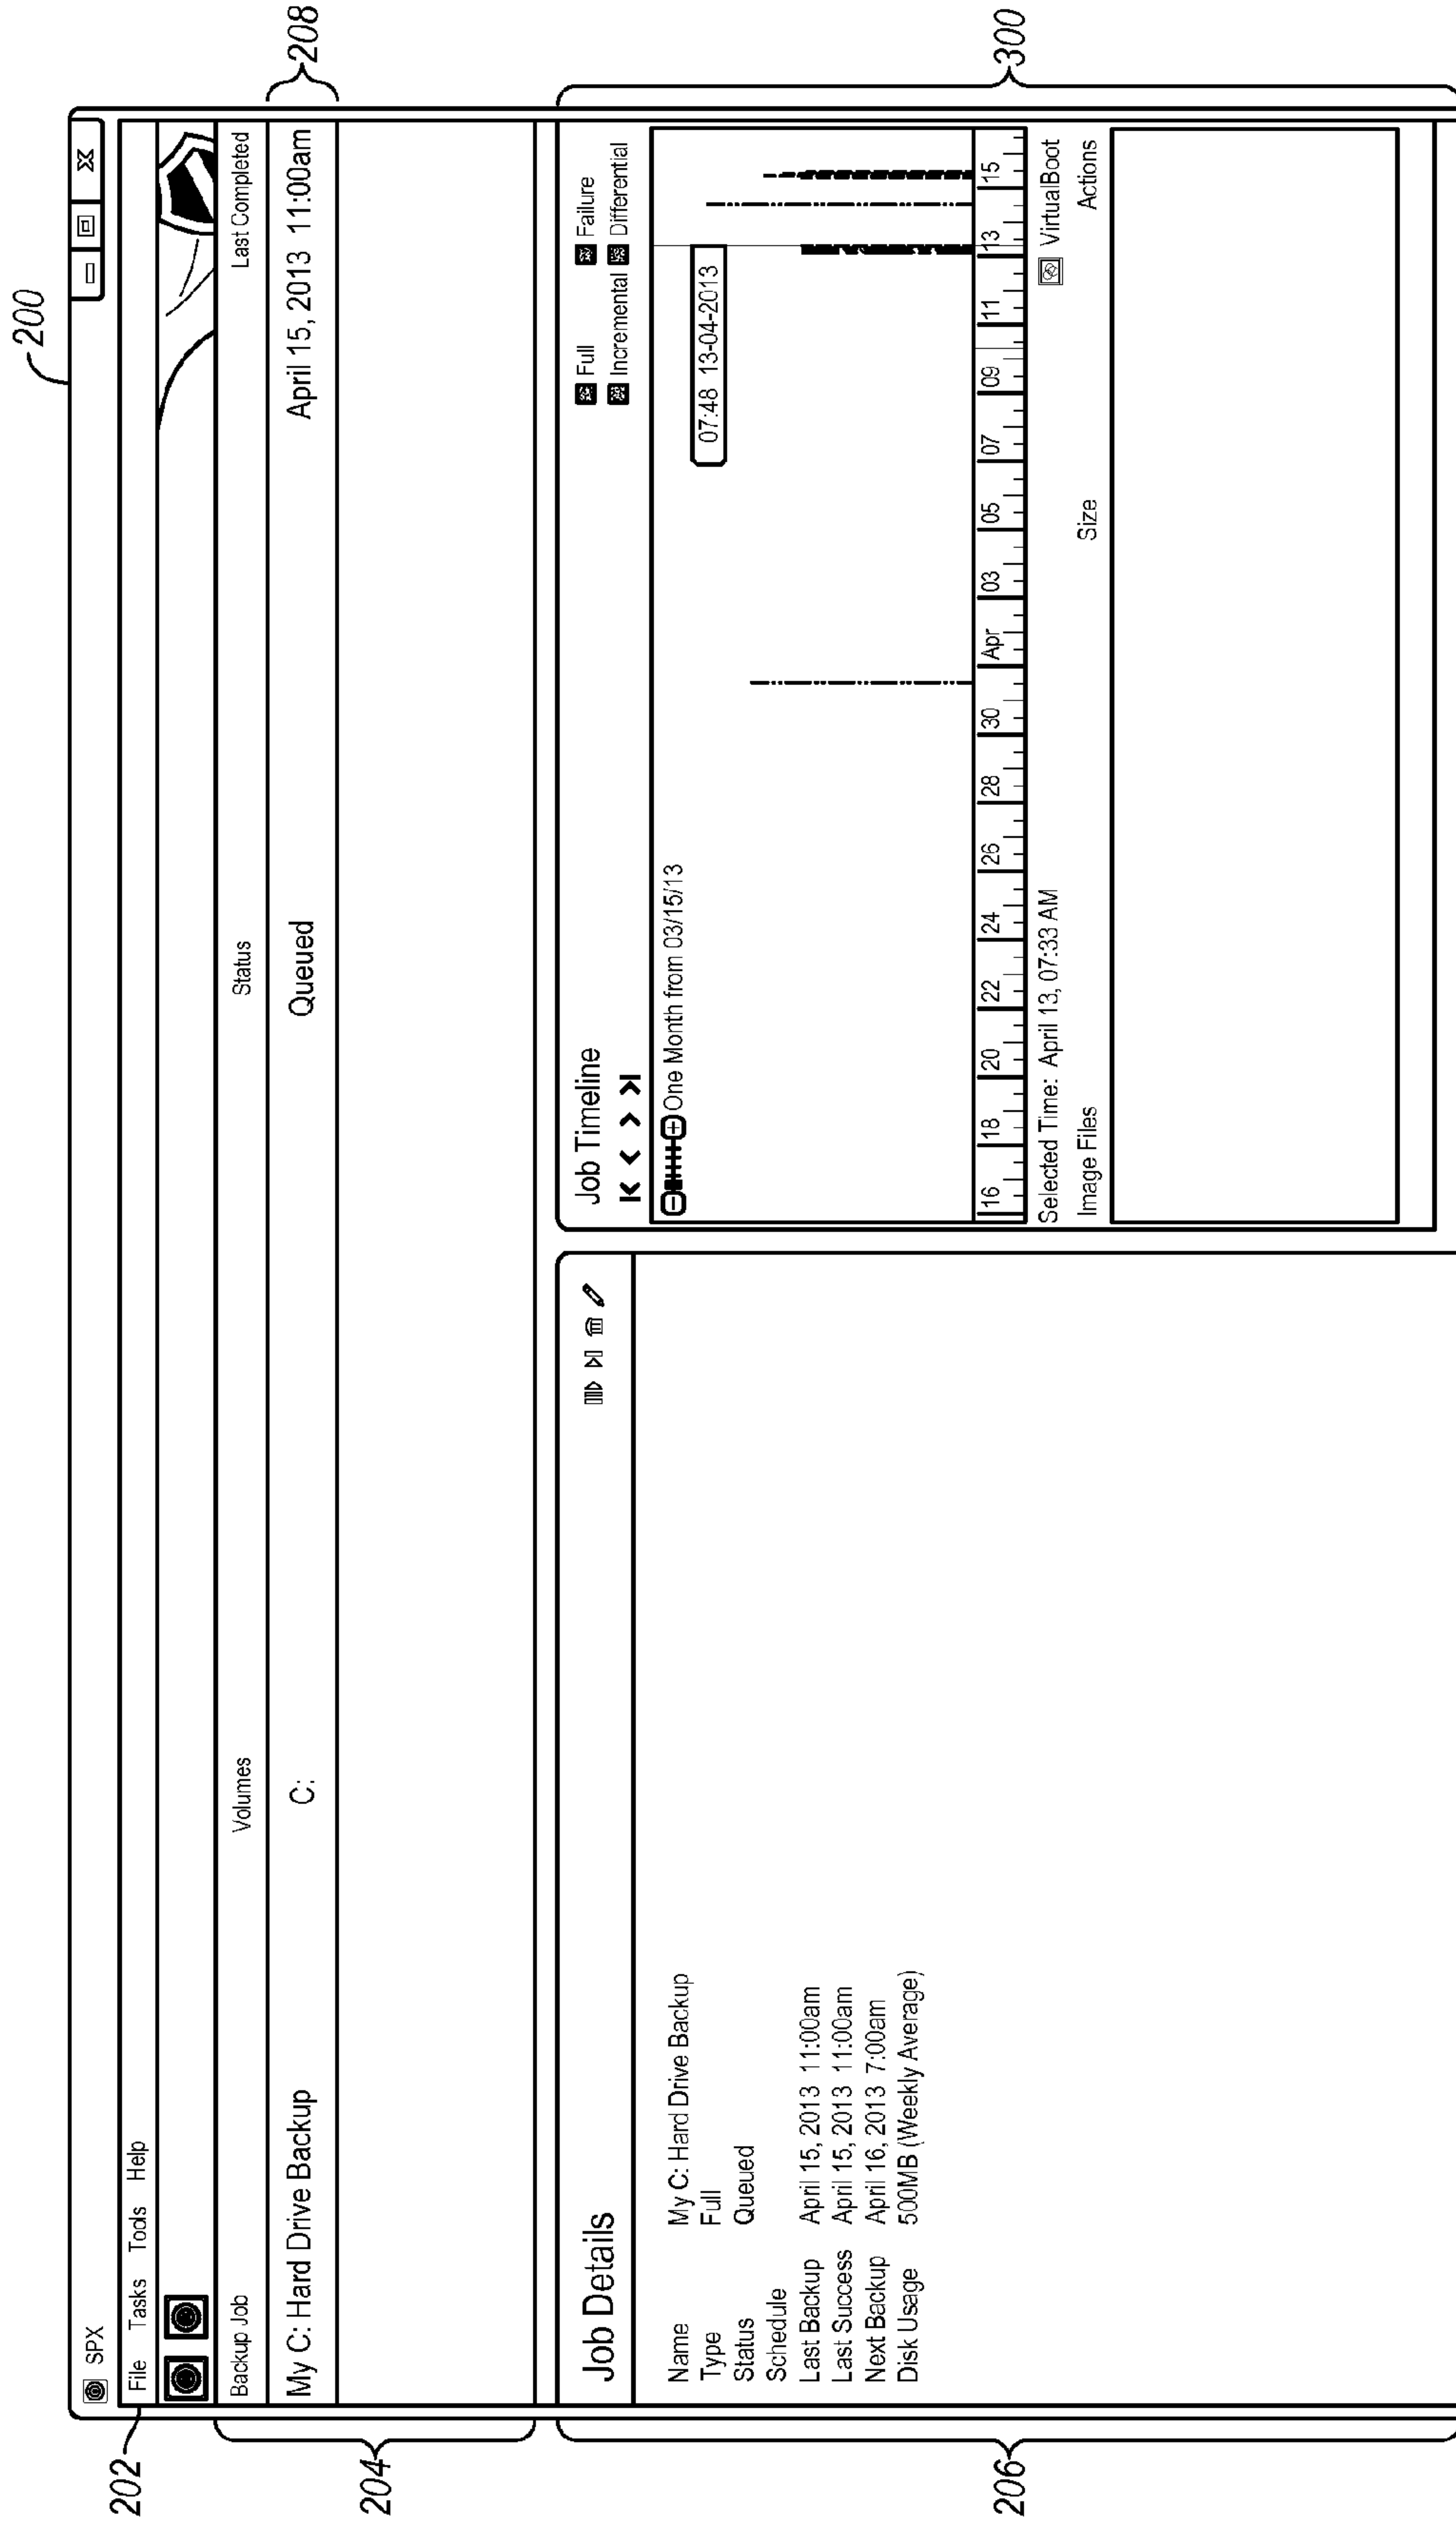 200
SPX
202
File Tasks Tools Help
Backup Job Volumes Status Last Completed
My C: Hard Drive Backup C: Queued April 15, 2013 11:00am
208
204
Job Details
Name My C: Hard Drive Backup
Type Full
Status Queued
Schedule
Last Backup April 15, 2013 11:00am
Last Success April 15, 2013 11:00am
Next Backup April 16, 2013 7:00am
Disk Usage 500MB (Weekly Average)
206
Job Timeline
Full Failure
Incremental Differential
One Month from 03/15/13
07:48 13-04-2013
16 18 20 22 24 26 28 30 Apr 03 05 07 09 11 13 15
Selected Time: April 13, 07:33 AM VirtualBoot
Image Files Size Actions
300